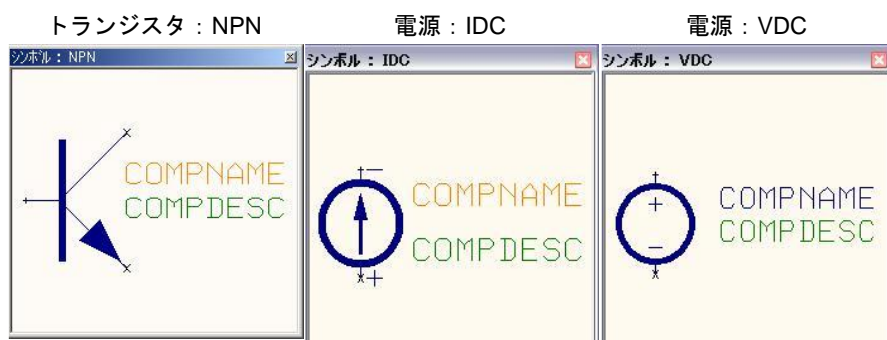 トランジスタ：NPN
電源：IDC
電源：VDC
シンボル： NPN
シンボル： IDC
シンボル： VDC
COMPNAME
COMPDESC
COMPNAME
COMPDESC
COMPNAME
COMPDESC